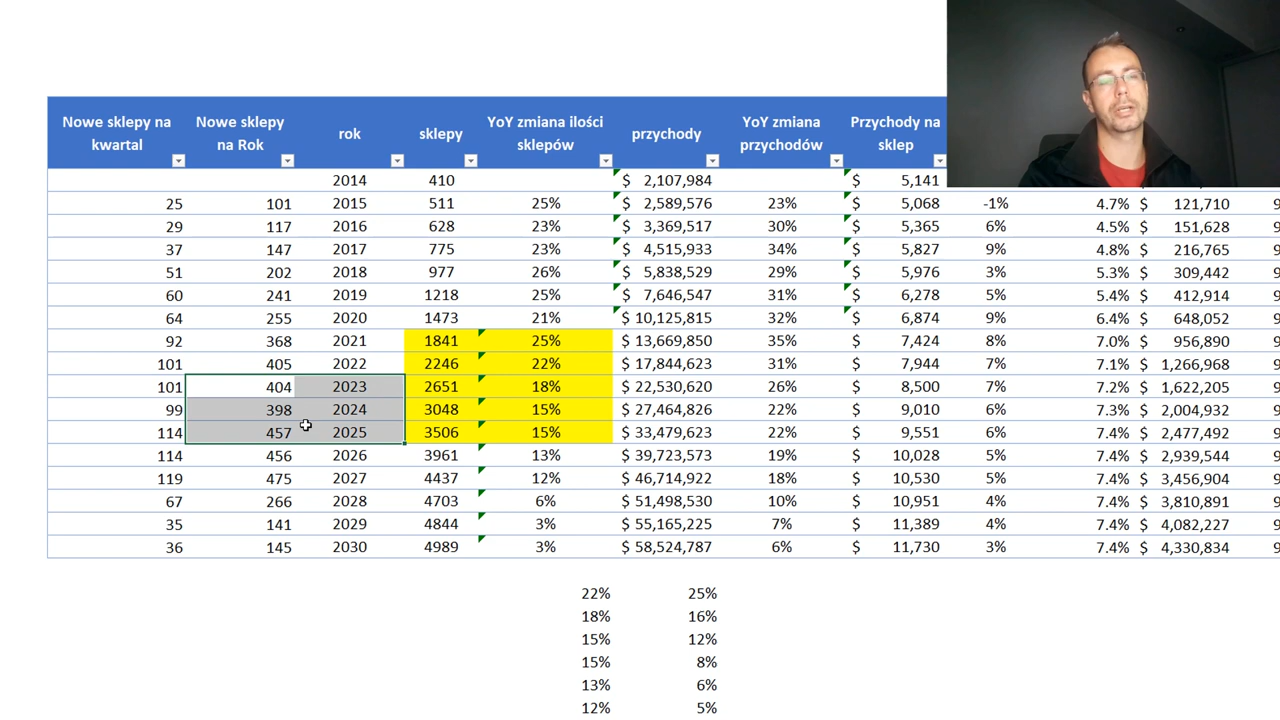 Nowe sklepy na kwartal Nowe sklepy na Rok rok sklepy YoY zmiana ilości sklepów przychody YoY zmiana przychodów Przychody na sklep
2014 410 $ 2,107,984 $ 5,141
25 101 2015 511 25% $ 2,589,576 23% $ 5,068 -1% 4.7% $ 121,710 9
29 117 2016 628 23% $ 3,369,517 30% $ 5,365 6% 4.5% $ 151,628 9
37 147 2017 775 23% $ 4,515,933 34% $ 5,827 9% 4.8% $ 216,765 9
51 202 2018 977 26% $ 5,838,529 29% $ 5,976 3% 5.3% $ 309,442 9
60 241 2019 1218 25% $ 7,646,547 31% $ 6,278 5% 5.4% $ 412,914 9
64 255 2020 1473 21% $ 10,125,815 32% $ 6,874 9% 6.4% $ 648,052 9
92 368 2021 1841 25% $ 13,669,850 35% $ 7,424 8% 7.0% $ 956,890 9
101 405 2022 2246 22% $ 17,844,623 31% $ 7,944 7% 7.1% $ 1,266,968 9
101 404 2023 2651 18% $ 22,530,620 26% $ 8,500 7% 7.2% $ 1,622,205 9
99 398 2024 3048 15% $ 27,464,826 22% $ 9,010 6% 7.3% $ 2,004,932 9
114 457 2025 3506 15% $ 33,479,623 22% $ 9,551 6% 7.4% $ 2,477,492 9
114 456 2026 3961 13% $ 39,723,573 19% $ 10,028 5% 7.4% $ 2,939,544 9
119 475 2027 4437 12% $ 46,714,922 18% $ 10,530 5% 7.4% $ 3,456,904 9
67 266 2028 4703 6% $ 51,498,530 10% $ 10,951 4% 7.4% $ 3,810,891 9
35 141 2029 4844 3% $ 55,165,225 7% $ 11,389 4% 7.4% $ 4,082,227 9
36 145 2030 4989 3% $ 58,524,787 6% $ 11,730 3% 7.4% $ 4,330,834 9
22% 25%
18% 16%
15% 12%
15% 8%
13% 6%
12% 5%